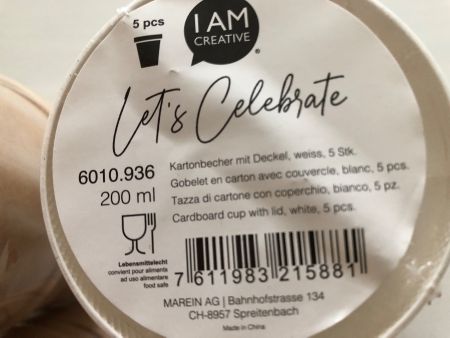 5 pcs
I AM
CREATIVE
Let's Celebrate
6010.936
200 ml
Kartonbecher mit Deckel, weiss, 5 Stk.
Gobelet en carton avec couvercle, blanc, 5 pcs.
Tazza di cartone con coperchio, bianco, 5 pz.
Cardboard cup with lid, white, 5 pcs.
Lebensmittelecht
convient pour aliments
ad uso alimentare
food safe
7 611983 215881
MAREIN AG | Bahnhofstrasse 134
CH-8957 Spreitenbach
Made in China